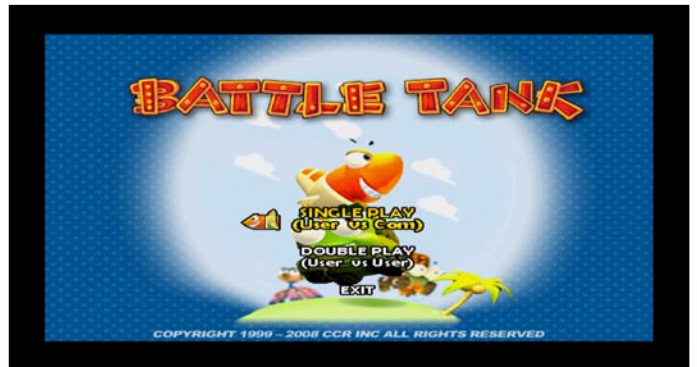 BATTLE TANK
SINGLE PLAY
(User vs Com)
DOUBLE PLAY
(User vs User)
EXIT
COPYRIGHT 1999 – 2008 CCR INC ALL RIGHTS RESERVED